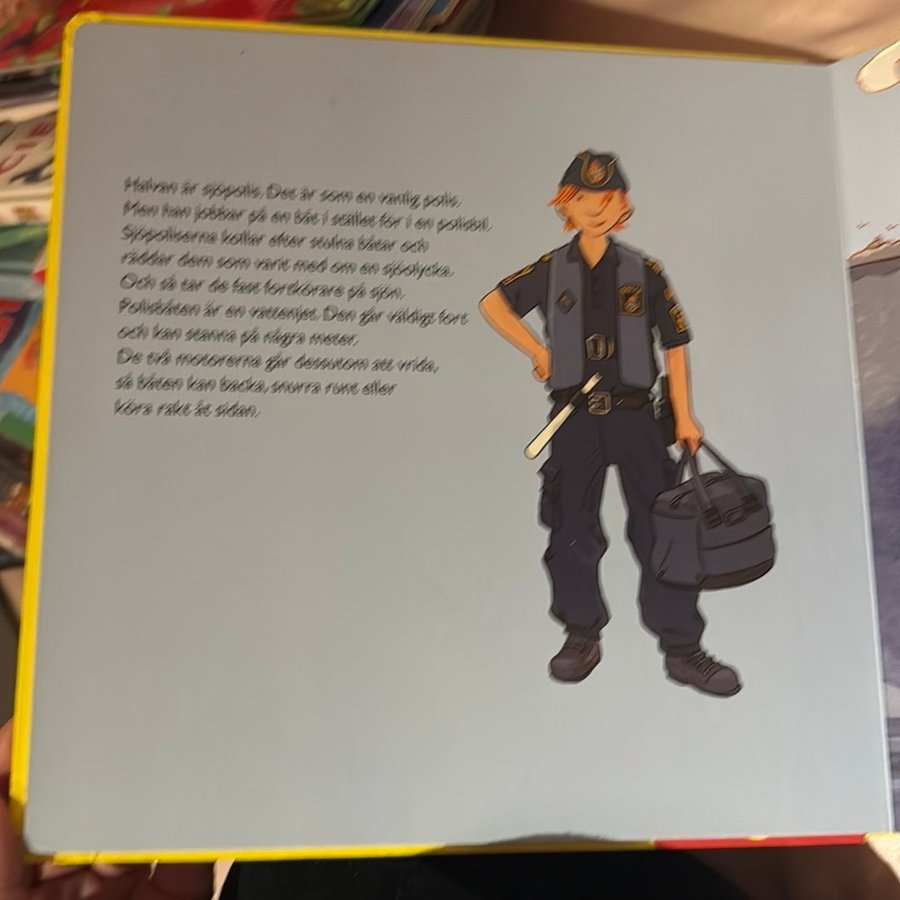 Halvan är sjöpolis. Det är som en vanlig polis.
Men han jobbar på en båt i stället för i en polisbil.
Sjöpoliserna kollar efter stulna båtar och
räddar dem som varit med om en sjöolycka.
Och så tar de fast fortkörare på sjön.
Polisbåten är en vattenjet. Den går väldigt fort
och kan stanna på några meter.
De två motorerna går dessutom att vrida,
så båten kan backa, snurra runt eller
köra rakt åt sidan.